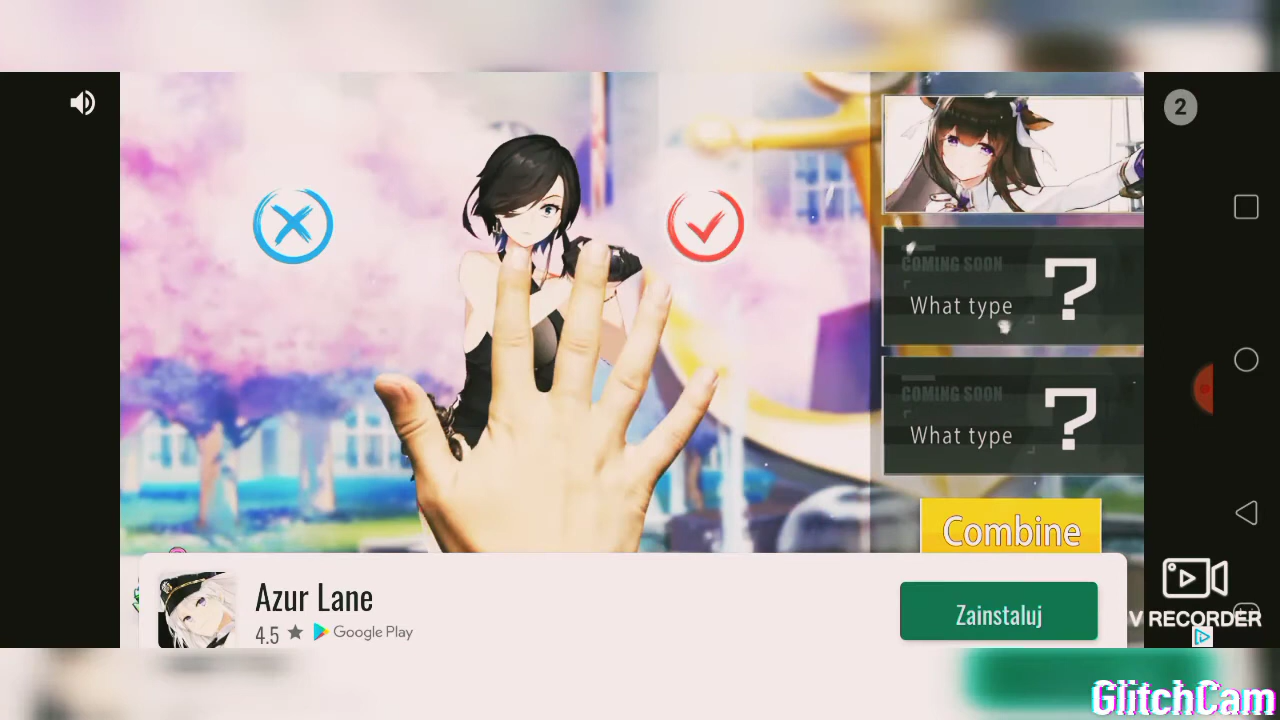 2
COMING SOON
What type ?
COMING SOON
What type ?
Combine
Azur Lane
4.5 ★ Google Play
Zainstaluj
V RECORDER
GlitchCam